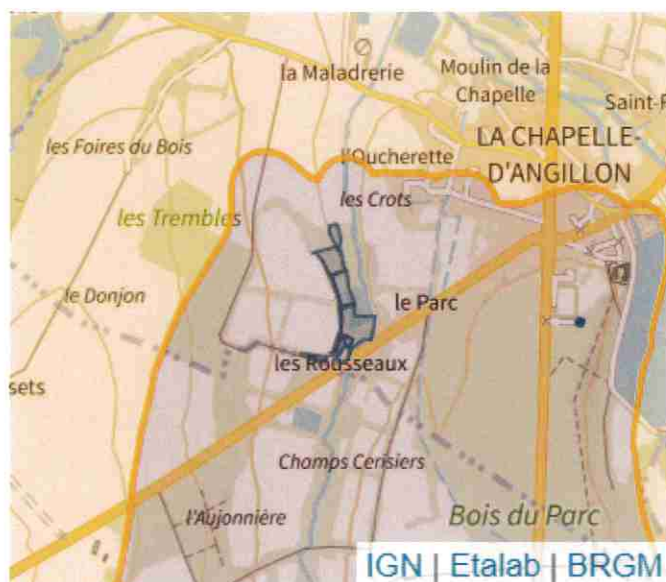 la Maladrerie
Moulin de la
Chapelle
Saint-
les Foires du Bois
l'Oucherette
LA CHAPELLE-
D'ANGILLON
les Crots
les Trembles
le Donjon
le Parc
sets
les Rousseaux
Champs Cerisiers
l'Aujonnière
Bois du Parc
IGN | Etalab | BRGM